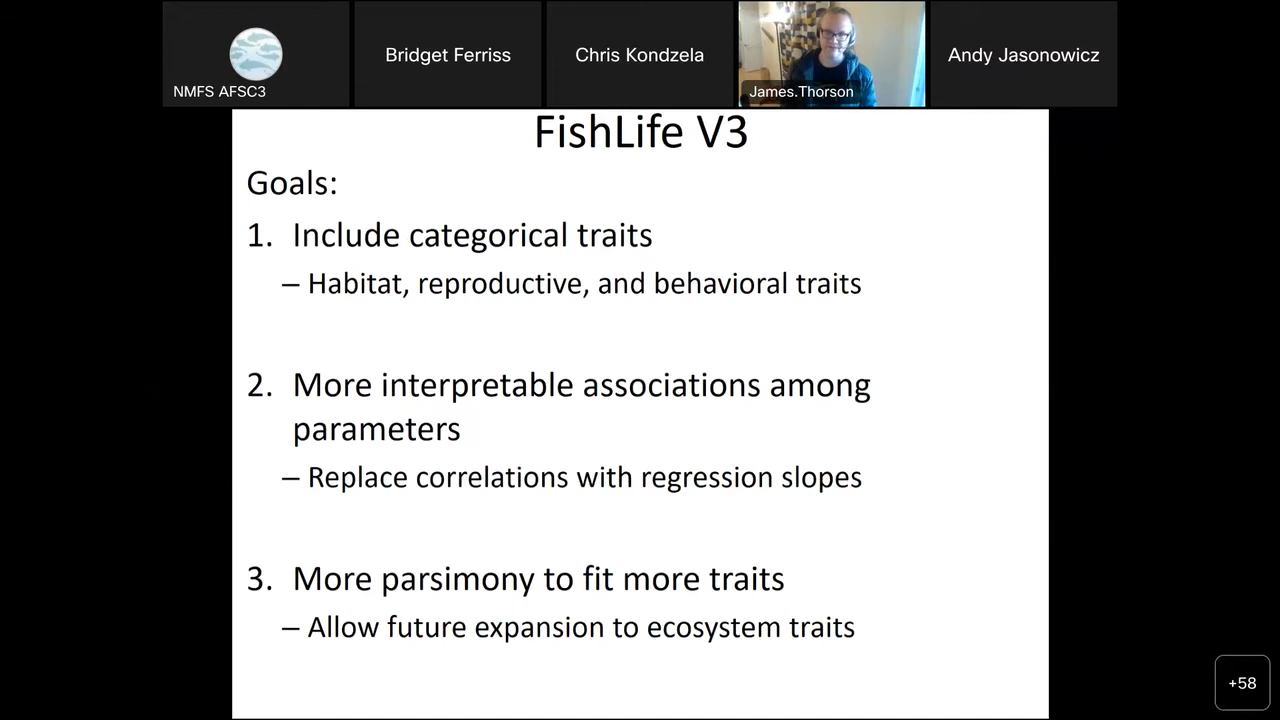 NMFS AFSC3
Bridget Ferriss
Chris Kondzela
James.Thorson
Andy Jasonowicz
FishLife V3
Goals:
1. Include categorical traits
– Habitat, reproductive, and behavioral traits
2. More interpretable associations among
parameters
– Replace correlations with regression slopes
3. More parsimony to fit more traits
– Allow future expansion to ecosystem traits
+58